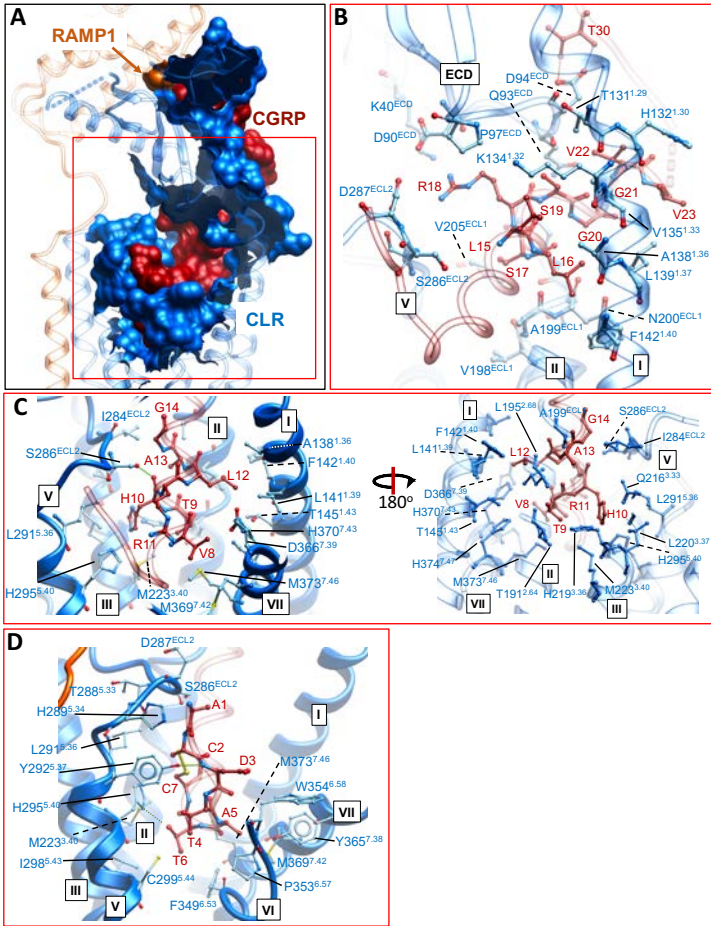 A
RAMP1
CGRP
CLR
B
T30
ECD
D94ECD
Q93ECD
T1311.29
K40ECD
H1321.30
D90ECD
P97ECD
K1341.32
V22
D287ECL2
R18
G21
V23
S19
V205ECL1
L15
G20
V1351.33
A1381.36
S17
L16
L1391.37
S286ECL2
V
N200ECL1
A199ECL1
F1421.40
V198ECL1
II
I
C
G14
II
I
I284ECL2
A1381.36
S286ECL2
A13
F1421.40
L12
V
L1411.39
H10
T9
T1451.43
L2915.36
H3707.43
R11
V8
D3667.39
H2955.40
M3737.46
III
M2233.40
VII
M3697.42
180o
L1952.68
G14
I
A199ECL1
S286ECL2
F1421.40
I284ECL2
L12
A13
V
L1411.39
Q2163.33
D3667.39
L2915.36
H3707.43
V8
R11
H10
T1451.43
T9
L2203.37
H3747.47
H2955.40
M3737.46
II
M2233.40
VII
T1912.64
H2193.36
III
D
D287ECL2
T2885.33
S286ECL2
H2895.34
A1
I
L2915.36
C2
D3
M3737.46
Y2925.37
C7
W3546.58
H2955.40
A5
VII
II
T4
M2233.40
T6
Y3657.38
I2985.43
M3697.42
III
C2995.44
P3536.57
V
F3496.53
VI